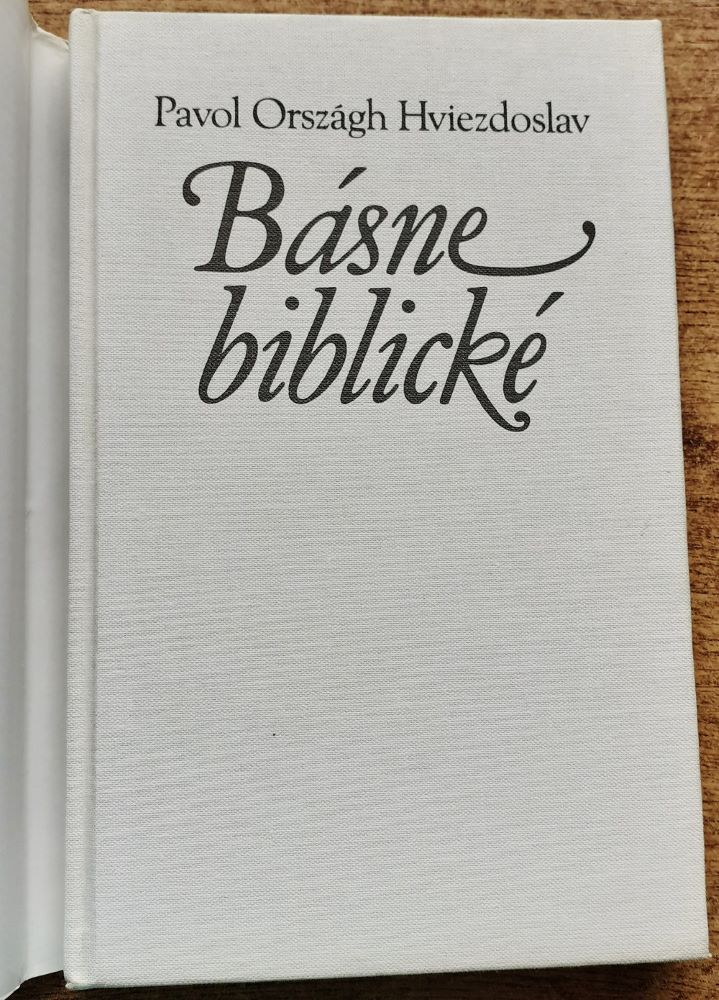 Pavol Országh Hviezdoslav
Básne
biblické